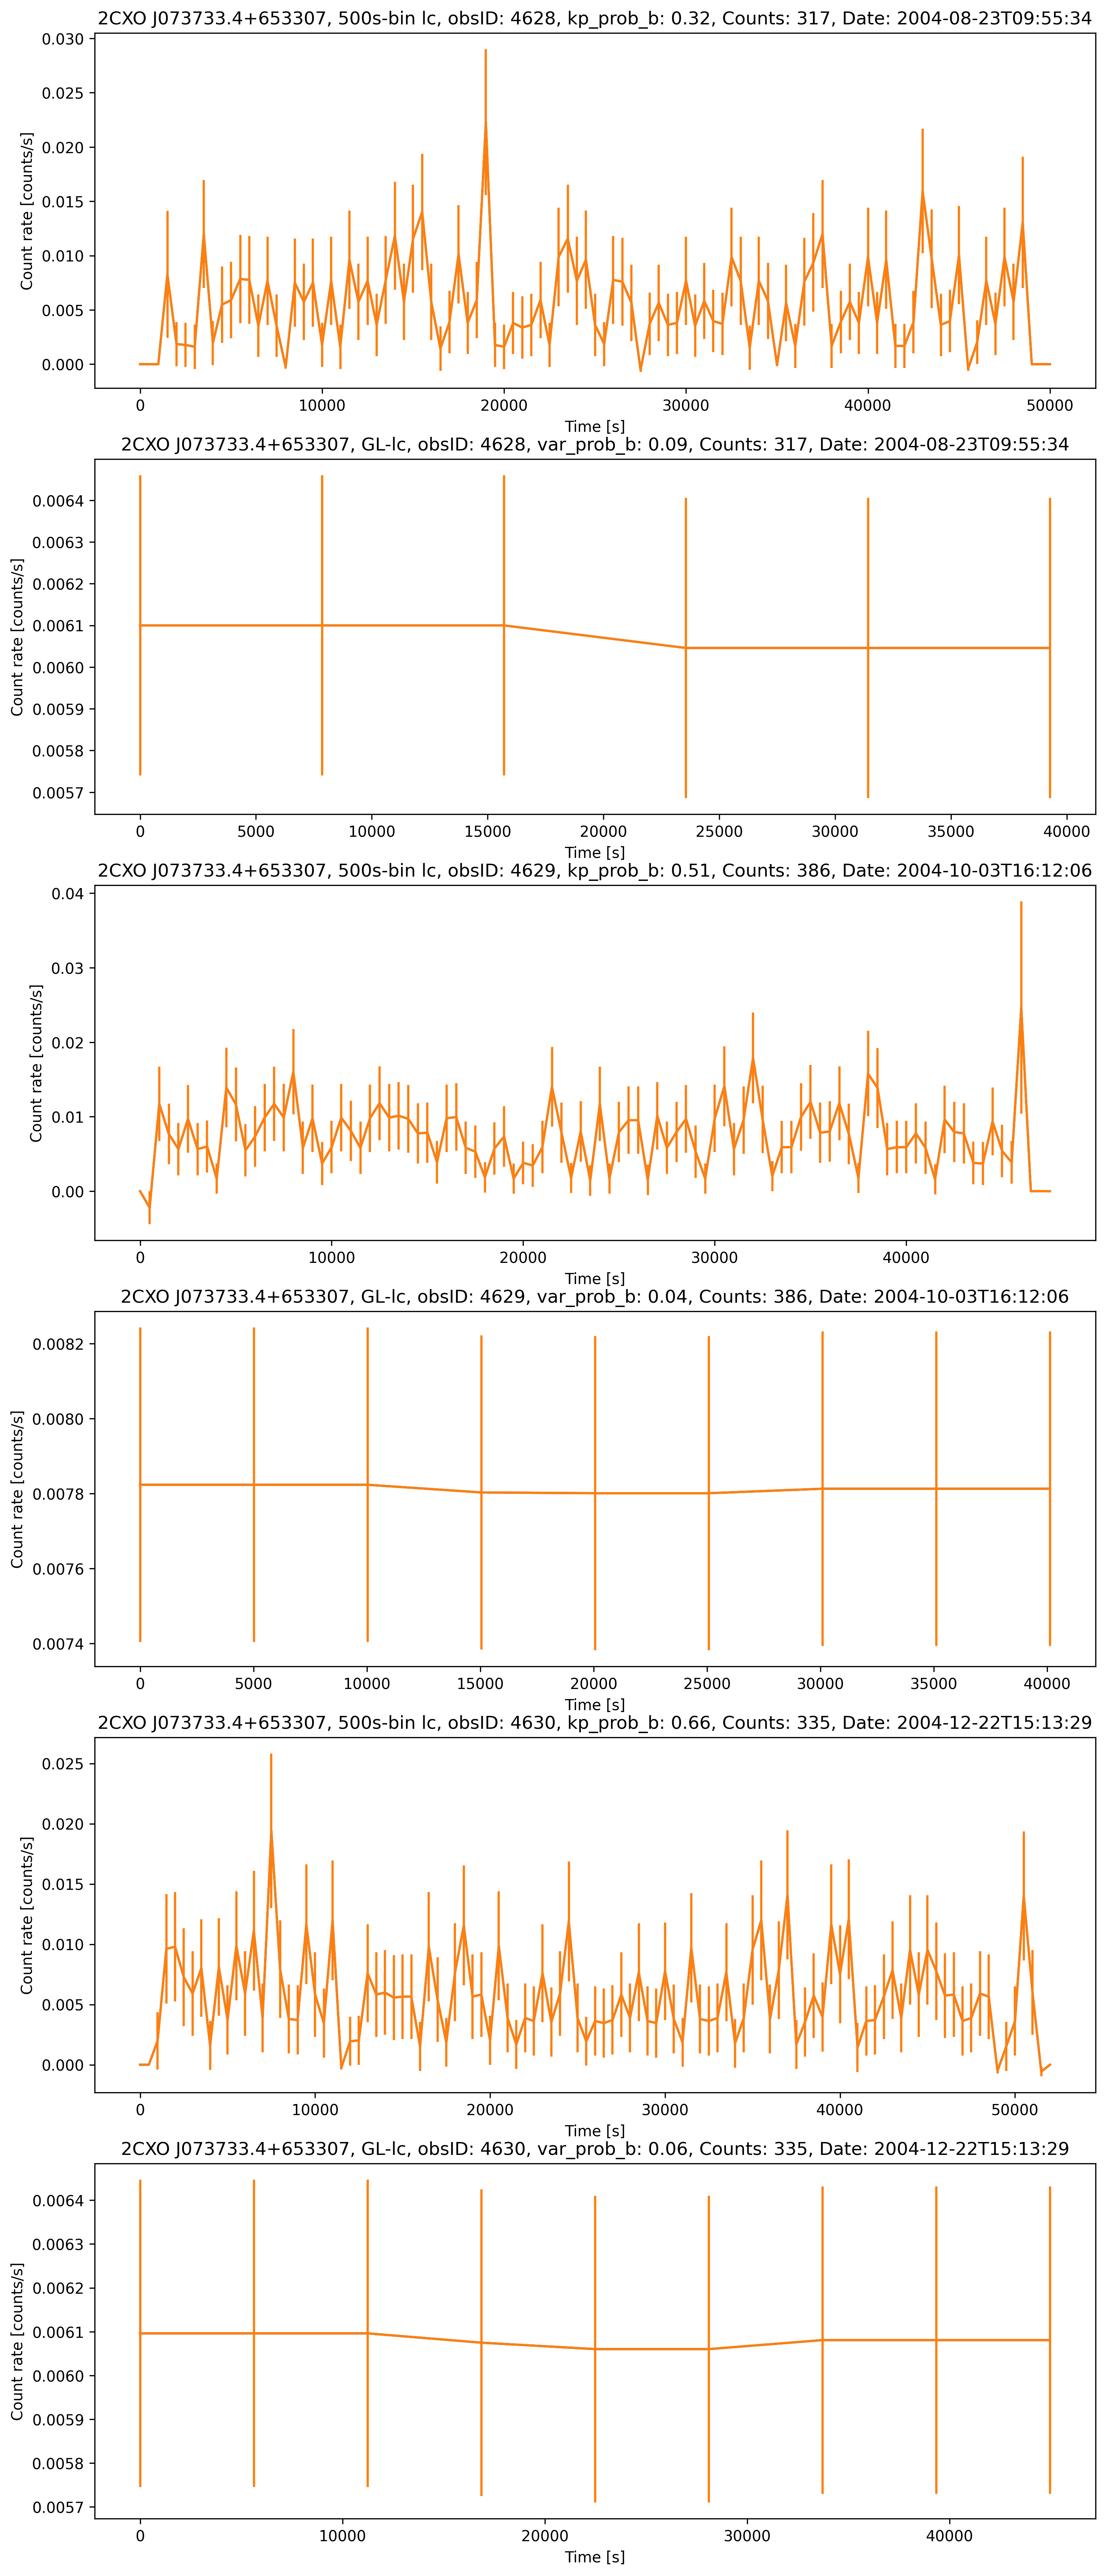 2CXO J073733.4+653307, 500s-bin lc, obsID: 4628, kp_prob_b: 0.32, Counts: 317, Date: 2004-08-23T09:55:34
0.030
0.025
0.020
0.015
0.010
0.005
0.000
Count rate [counts/s]
0 10000 20000 30000 40000 50000
Time [s]
2CXO J073733.4+653307, GL-lc, obsID: 4628, var_prob_b: 0.09, Counts: 317, Date: 2004-08-23T09:55:34
0.0064
0.0063
0.0062
0.0061
0.0060
0.0059
0.0058
0.0057
Count rate [counts/s]
0 5000 10000 15000 20000 25000 30000 35000 40000
Time [s]
2CXO J073733.4+653307, 500s-bin lc, obsID: 4629, kp_prob_b: 0.51, Counts: 386, Date: 2004-10-03T16:12:06
0.04
0.03
0.02
0.01
0.00
Count rate [counts/s]
0 10000 20000 30000 40000
Time [s]
2CXO J073733.4+653307, GL-lc, obsID: 4629, var_prob_b: 0.04, Counts: 386, Date: 2004-10-03T16:12:06
0.0082
0.0080
0.0078
0.0076
0.0074
Count rate [counts/s]
0 5000 10000 15000 20000 25000 30000 35000 40000
Time [s]
2CXO J073733.4+653307, 500s-bin lc, obsID: 4630, kp_prob_b: 0.66, Counts: 335, Date: 2004-12-22T15:13:29
0.025
0.020
0.015
0.010
0.005
0.000
Count rate [counts/s]
0 10000 20000 30000 40000 50000
Time [s]
2CXO J073733.4+653307, GL-lc, obsID: 4630, var_prob_b: 0.06, Counts: 335, Date: 2004-12-22T15:13:29
0.0064
0.0063
0.0062
0.0061
0.0060
0.0059
0.0058
0.0057
Count rate [counts/s]
0 10000 20000 30000 40000
Time [s]